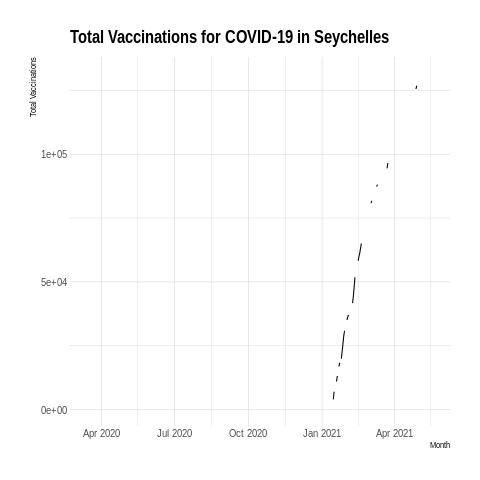 Total Vaccinations for COVID-19 in Seychelles
Total Vaccinations
1e+05
5e+04
0e+00
Apr 2020 Jul 2020 Oct 2020 Jan 2021 Apr 2021
Month